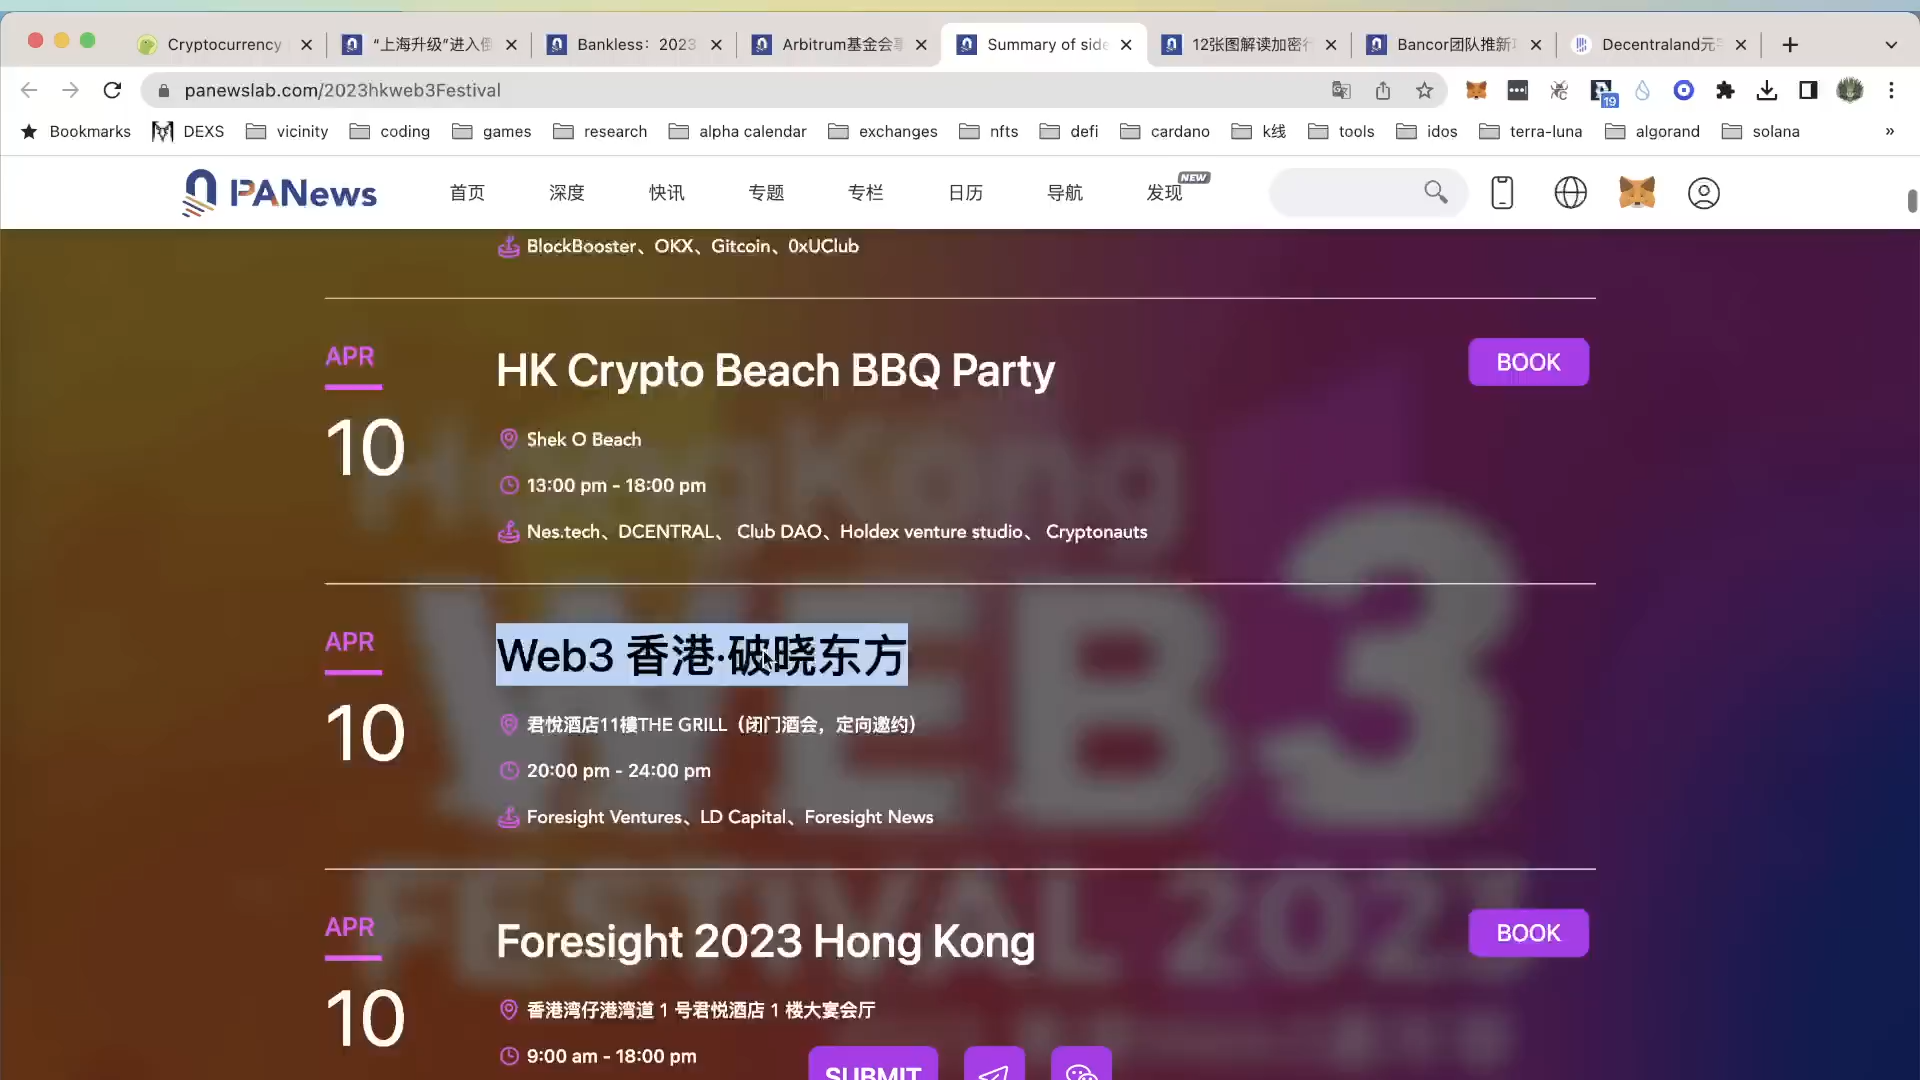 Cryptocurrency
“上海升级”进入
Bankless：2023
Arbitrum基金会
Summary of side
12张图解读加密
Bancor团队推新
Decentraland元
panewslab.com/2023hkweb3Festival
19
Bookmarks
DEXS
vicinity
coding
games
research
alpha calendar
exchanges
nfts
defi
cardano
k线
tools
idos
terra-luna
algorand
solana
»
PANews
首页
深度
快讯
专题
专栏
日历
导航
发现
NEW
BlockBooster、OKX、Gitcoin、0xUClub
APR
10
HK Crypto Beach BBQ Party
BOOK
Shek O Beach
13:00 pm - 18:00 pm
Nes.tech、DCENTRAL、 Club DAO、Holdex venture studio、 Cryptonauts
APR
10
Web3 香港·破晓东方
君悦酒店11樓THE GRILL（闭门酒会，定向邀约）
20:00 pm - 24:00 pm
Foresight Ventures、LD Capital、Foresight News
APR
10
Foresight 2023 Hong Kong
BOOK
香港湾仔港湾道 1 号君悦酒店 1 楼大宴会厅
9:00 am - 18:00 pm
SUBMIT
HongKong
WEB3
FESTIVAL 2023